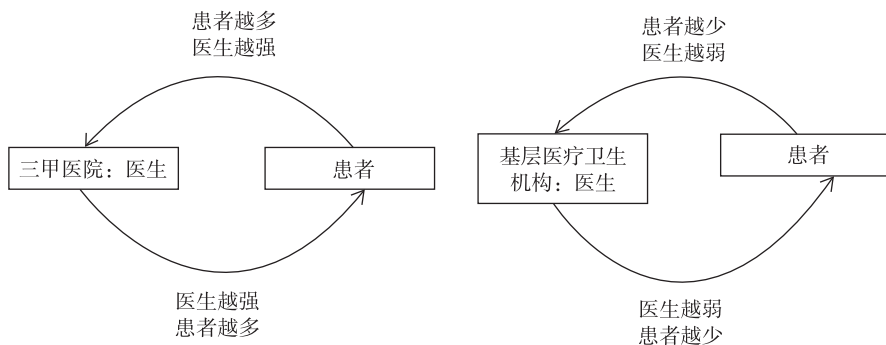 患者越多
医生越强
三甲医院：医生
患者
医生越强
患者越多
患者越少
医生越弱
基层医疗卫生
机构：医生
患者
医生越弱
患者越少